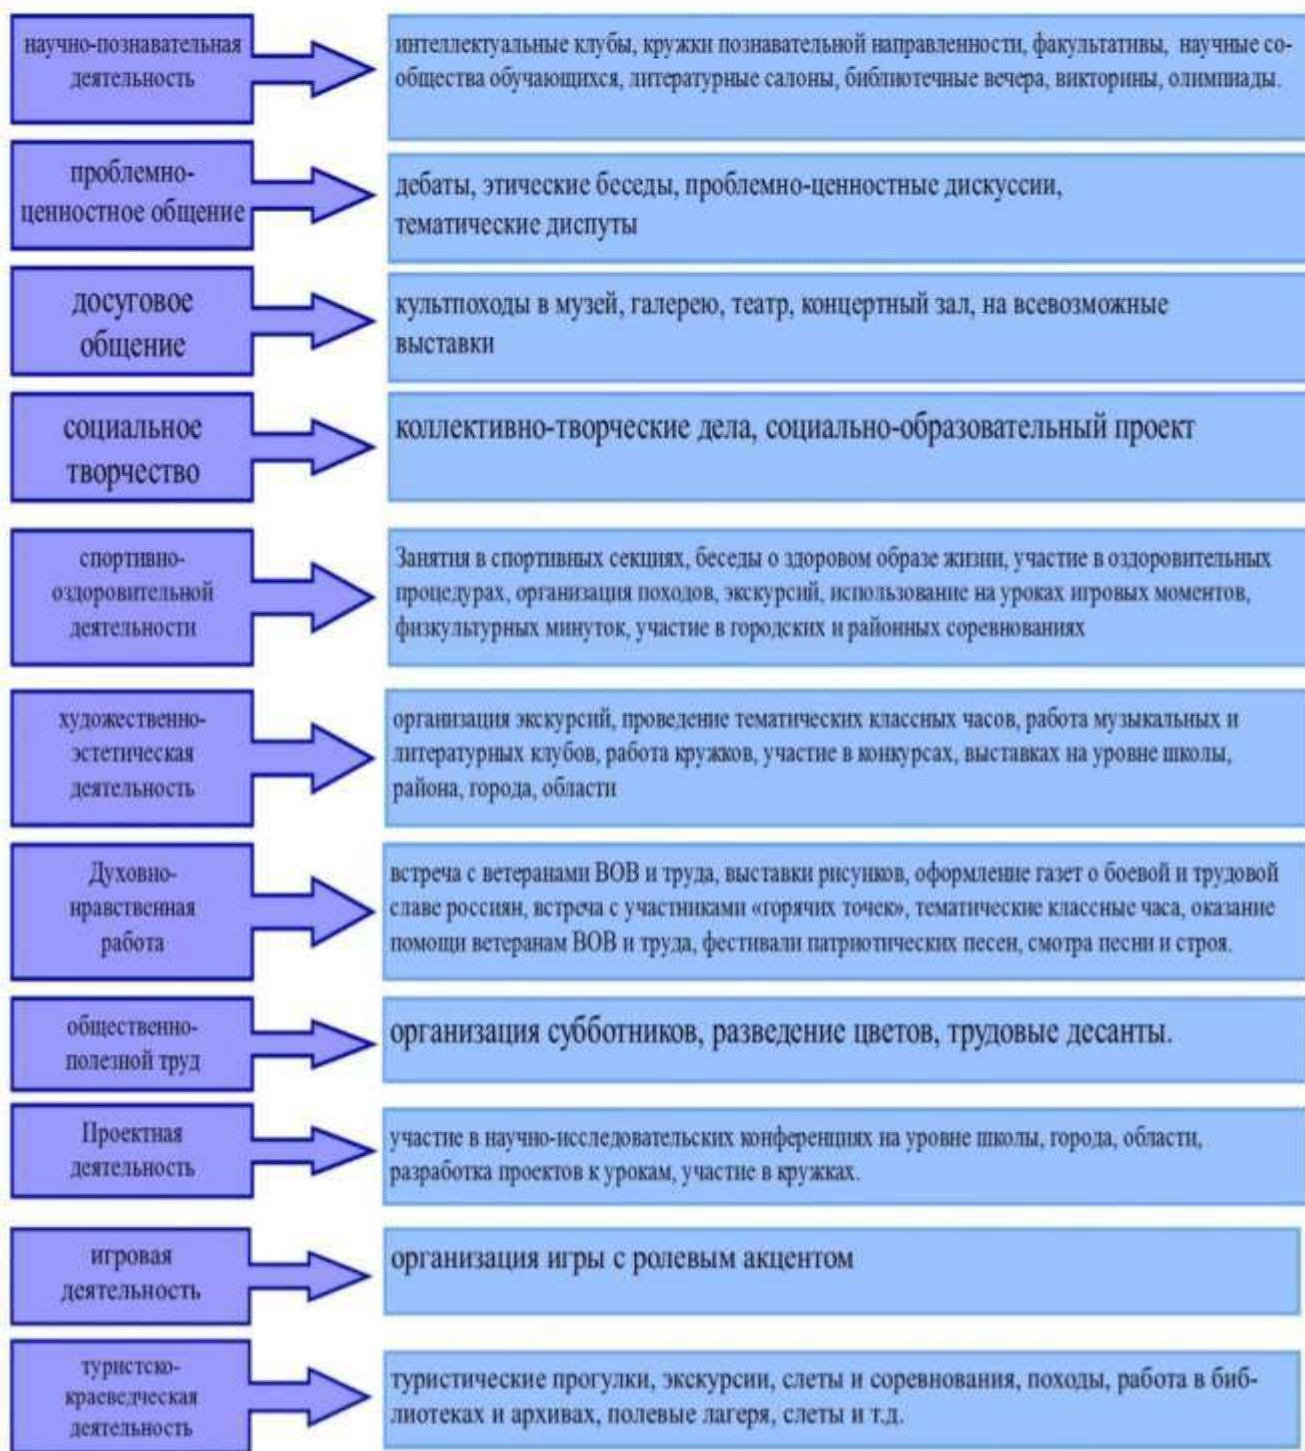 научно-познавательная
деятельность
интеллектуальные клубы, кружки познавательной направленности, факультативы, научные со-
общества обучающихся, литературные салоны, библиотечные вечера, викторины, олимпиады.
проблемно-
ценностное общение
дебаты, этические беседы, проблемно-ценностные дискуссии,
тематические диспуты
досуговое
общение
культпоходы в музей, галерею, театр, концертный зал, на всевозможные
выставки
социальное
творчество
коллективно-творческие дела, социально-образовательный проект
спортивно-
оздоровительной
деятельности
Занятия в спортивных секциях, беседы о здоровом образе жизни, участие в оздоровительных
процедурах, организация походов, экскурсий, использование на уроках игровых моментов,
физкультурных минуток, участие в городских и районных соревнованиях
художественно-
эстетическая
деятельность
организация экскурсий, проведение тематических классных часов, работа музыкальных и
литературных клубов, работа кружков, участие в конкурсах, выставках на уровне школы,
района, города, области
Духовно-
нравственная
работа
встреча с ветеранами ВОВ и труда, выставки рисунков, оформление газет о боевой и трудовой
славе россиян, встреча с участниками «горячих точек», тематические классные часа, оказание
помощи ветеранам ВОВ и труда, фестивали патриотических песен, смотра песни и строя.
общественно-
полезной труд
организация субботников, разведение цветов, трудовые десанты.
Проектная
деятельность
участие в научно-исследовательских конференциях на уровне школы, города, области,
разработка проектов к урокам, участие в кружках.
игровая
деятельность
организация игры с ролевым акцентом
туристско-
краеведческая
деятельность
туристические прогулки, экскурсии, слеты и соревнования, походы, работа в биб-
лиотеках и архивах, полевые лагеря, слеты и т.д.